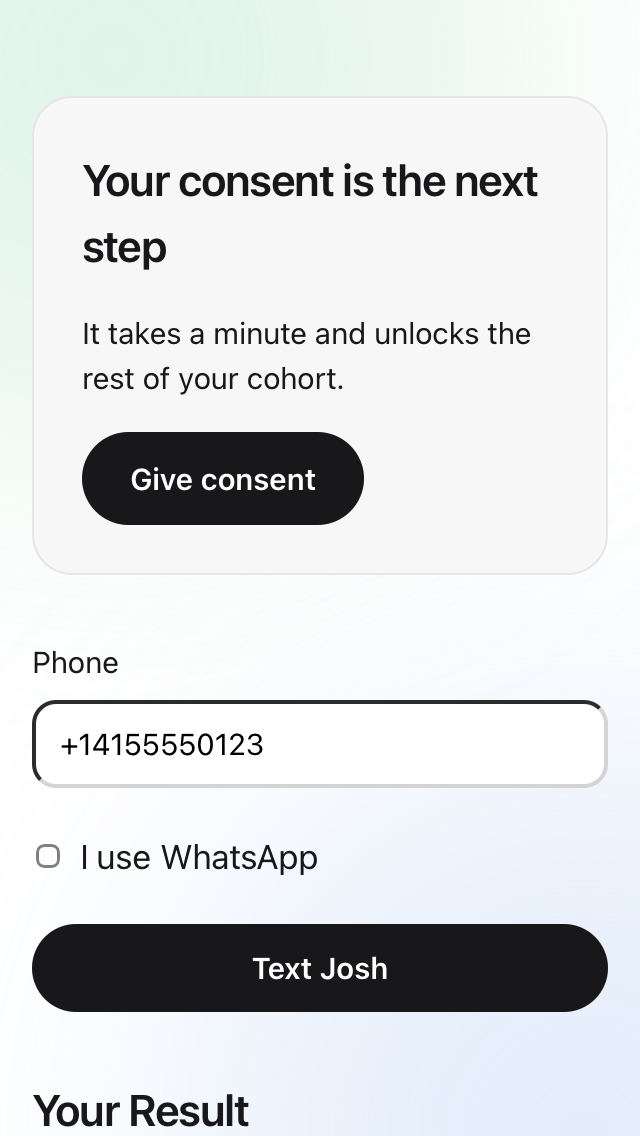 Your consent is the next
step
It takes a minute and unlocks the
rest of your cohort.
Give consent
Phone
+14155550123
I use WhatsApp
Text Josh
Your Result